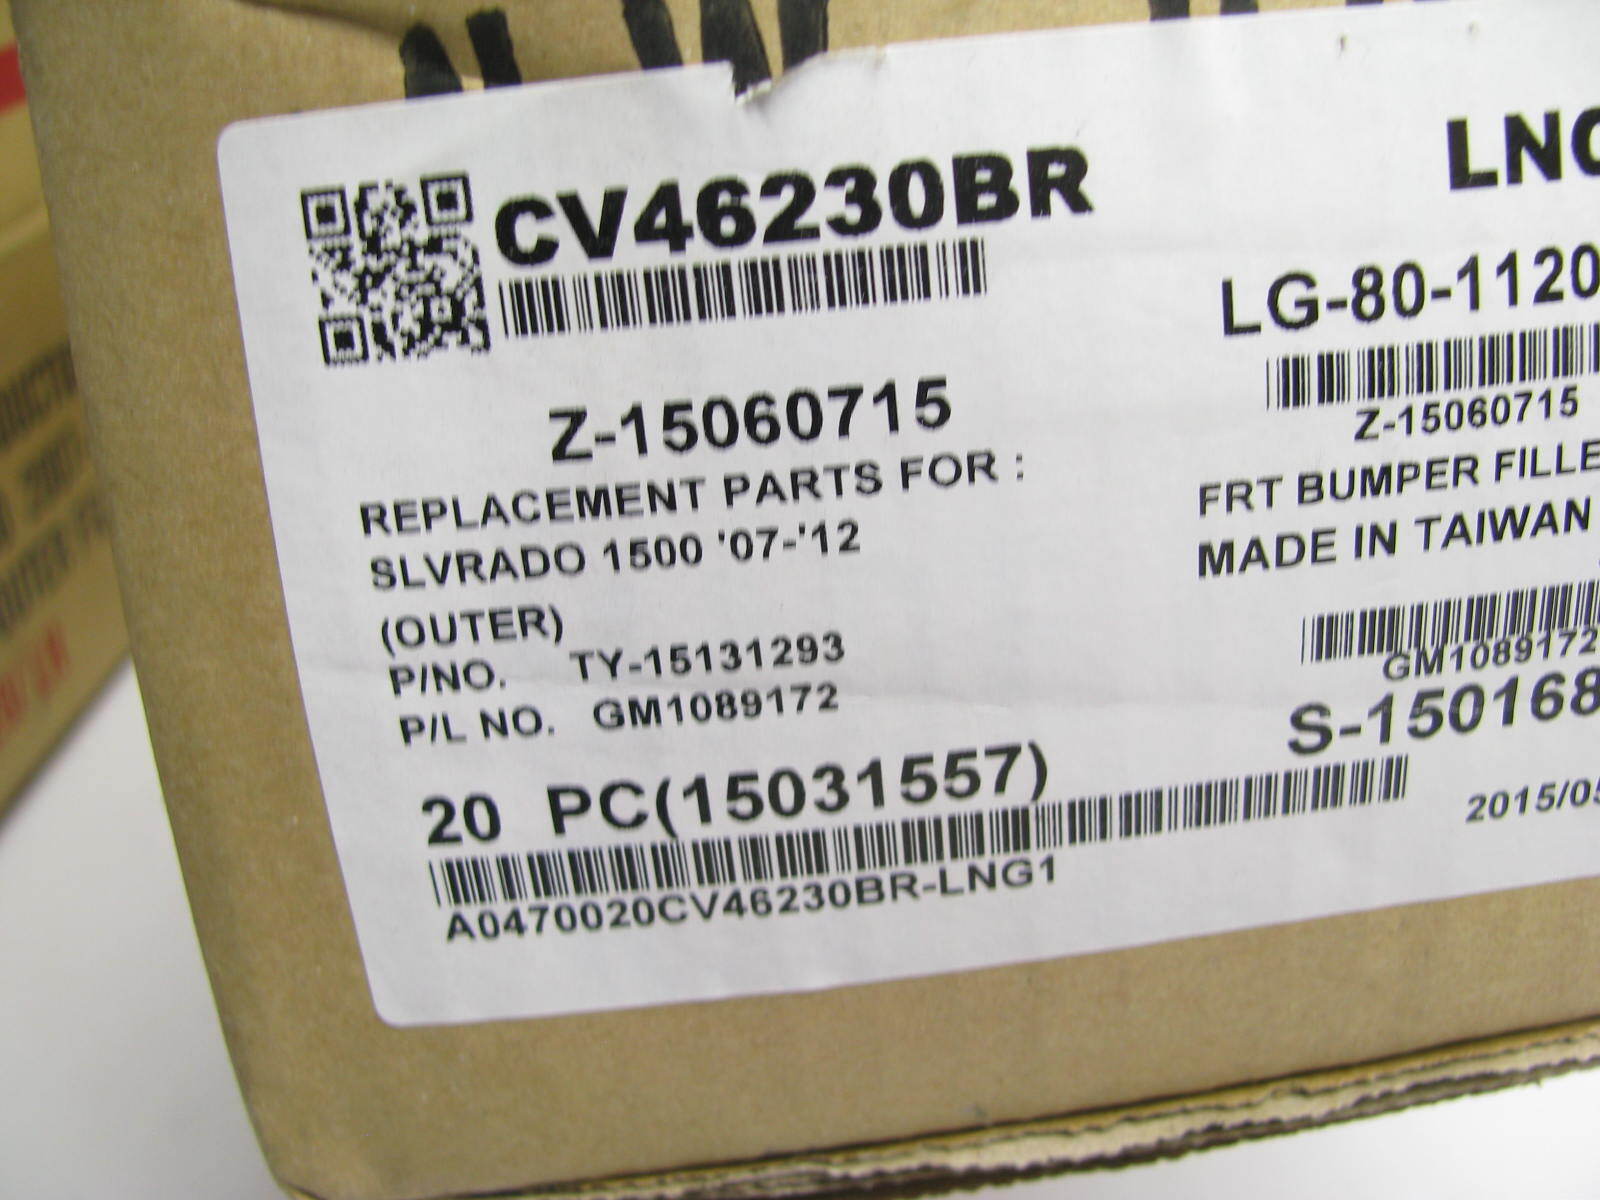 CV46230BR
Z-15060715
REPLACEMENT PARTS FOR :
SLVRADO 1500 '07-'12
(OUTER)
P/NO. TY-15131293
P/L NO. GM1089172
20 PC(15031557)
A0470020CV46230BR-LNG1
LG-80-1120
Z-15060715
FRT BUMPER FILLE
MADE IN TAIWAN
GM1089172
S-150168
2015/05